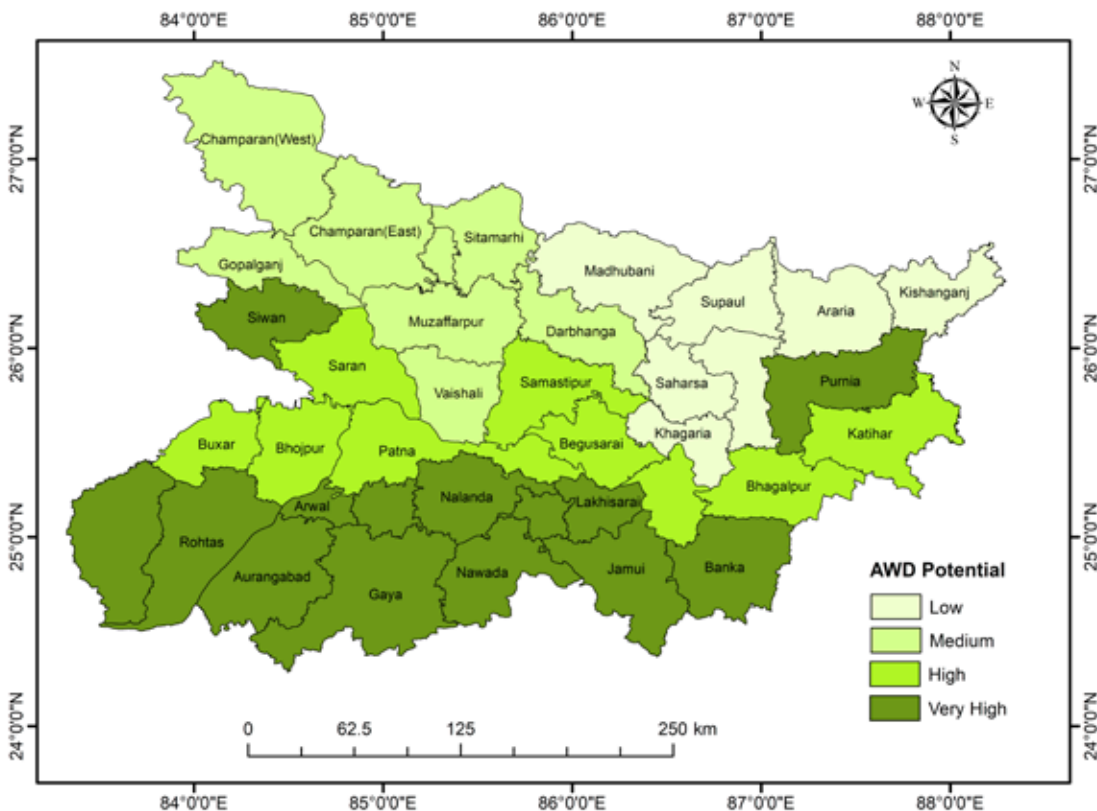 84°0'0"E 85°0'0"E 86°0'0"E 87°0'0"E 88°0'0"E
N
W E
S
27°0'0"N 27°0'0"N
26°0'0"N 26°0'0"N
25°0'0"N 25°0'0"N
24°0'0"N 24°0'0"N
Champaran(West)
Champaran(East)
Sitamarhi
Gopalganj
Madhubani
Kishanganj
Supaul
Araria
Siwan
Muzaffarpur
Darbhanga
Saran
Vaishali
Samastipur
Saharsa
Purnia
Khagaria
Katihar
Buxar
Bhojpur
Patna
Begusarai
Bhagalpur
Arwal
Nalanda
Lakhisarai
Rohtas
Aurangabad
Gaya
Nawada
Jamui
Banka
AWD Potential
Low
Medium
High
Very High
0 62.5 125 250 km
84°0'0"E 85°0'0"E 86°0'0"E 87°0'0"E 88°0'0"E